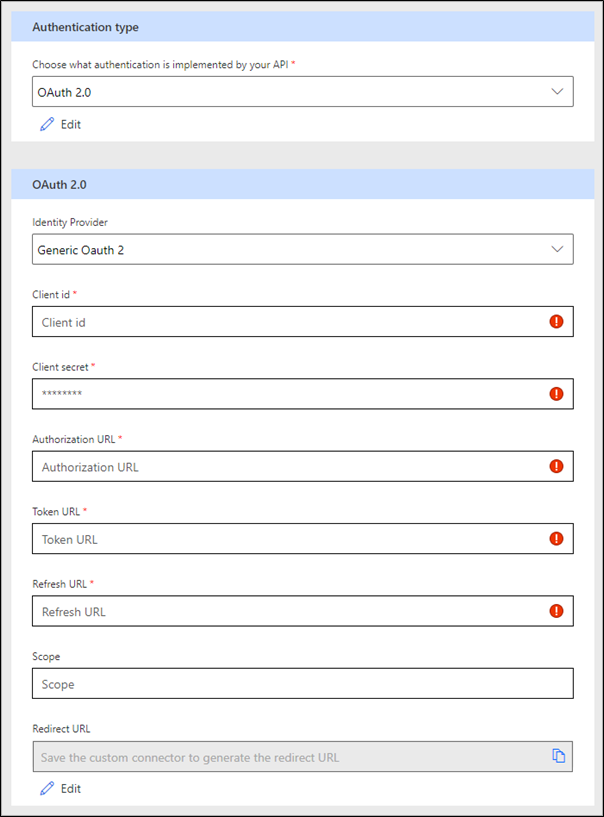 Authentication type
Choose what authentication is implemented by your API *
OAuth 2.0
Edit
OAuth 2.0
Identity Provider
Generic Oauth 2
Client id *
Client id
Client secret *
********
Authorization URL *
Authorization URL
Token URL *
Token URL
Refresh URL *
Refresh URL
Scope
Scope
Redirect URL
Save the custom connector to generate the redirect URL
Edit